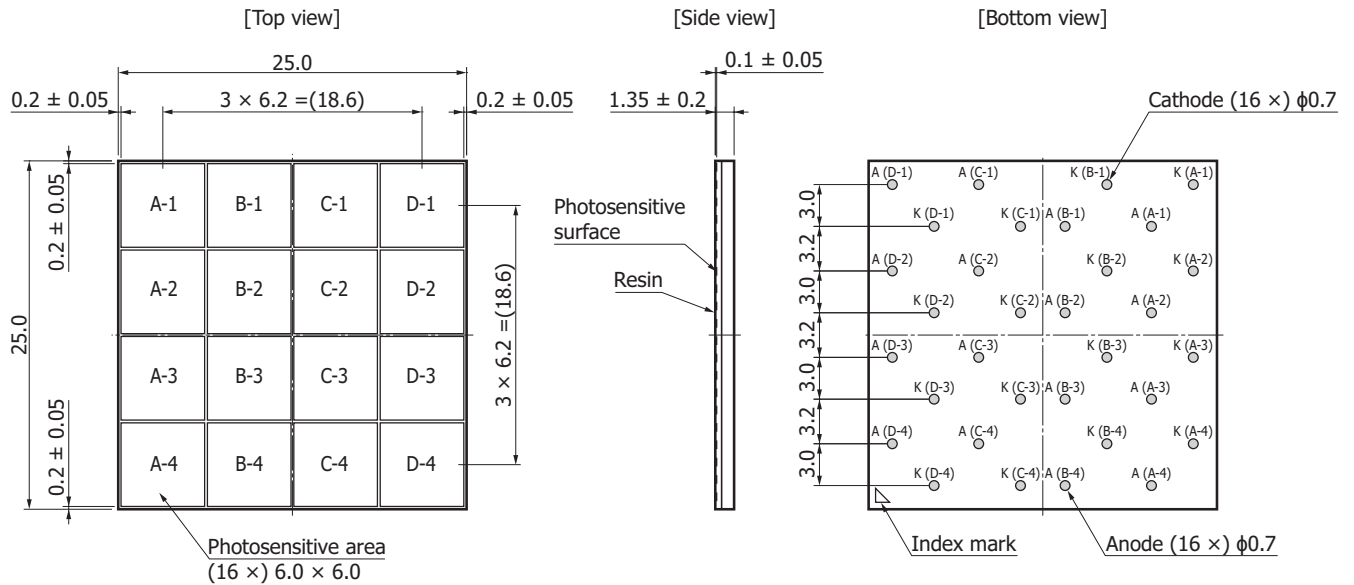 [Top view]
25.0
0.2 ± 0.05
3 × 6.2 =(18.6)
0.2 ± 0.05
25.0
0.2 ± 0.05
0.2 ± 0.05
A-1 B-1 C-1 D-1
A-2 B-2 C-2 D-2
A-3 B-3 C-3 D-3
A-4 B-4 C-4 D-4
3 × 6.2 =(18.6)
Photosensitive area
(16 ×) 6.0 × 6.0
[Side view]
0.1 ± 0.05
1.35 ± 0.2
Photosensitive
surface
Resin
[Bottom view]
Cathode (16 ×) ϕ0.7
A (D-1) A (C-1) K (B-1) K (A-1)
3.0
K (D-1) K (C-1) A (B-1) A (A-1)
3.2
A (D-2) A (C-2) K (B-2) K (A-2)
3.0
K (D-2) K (C-2) A (B-2) A (A-2)
3.2
A (D-3) A (C-3) K (B-3) K (A-3)
3.0
K (D-3) K (C-3) A (B-3) A (A-3)
3.2
A (D-4) A (C-4) K (B-4) K (A-4)
3.0
K (D-4) K (C-4) A (B-4) A (A-4)
Index mark
Anode (16 ×) ϕ0.7